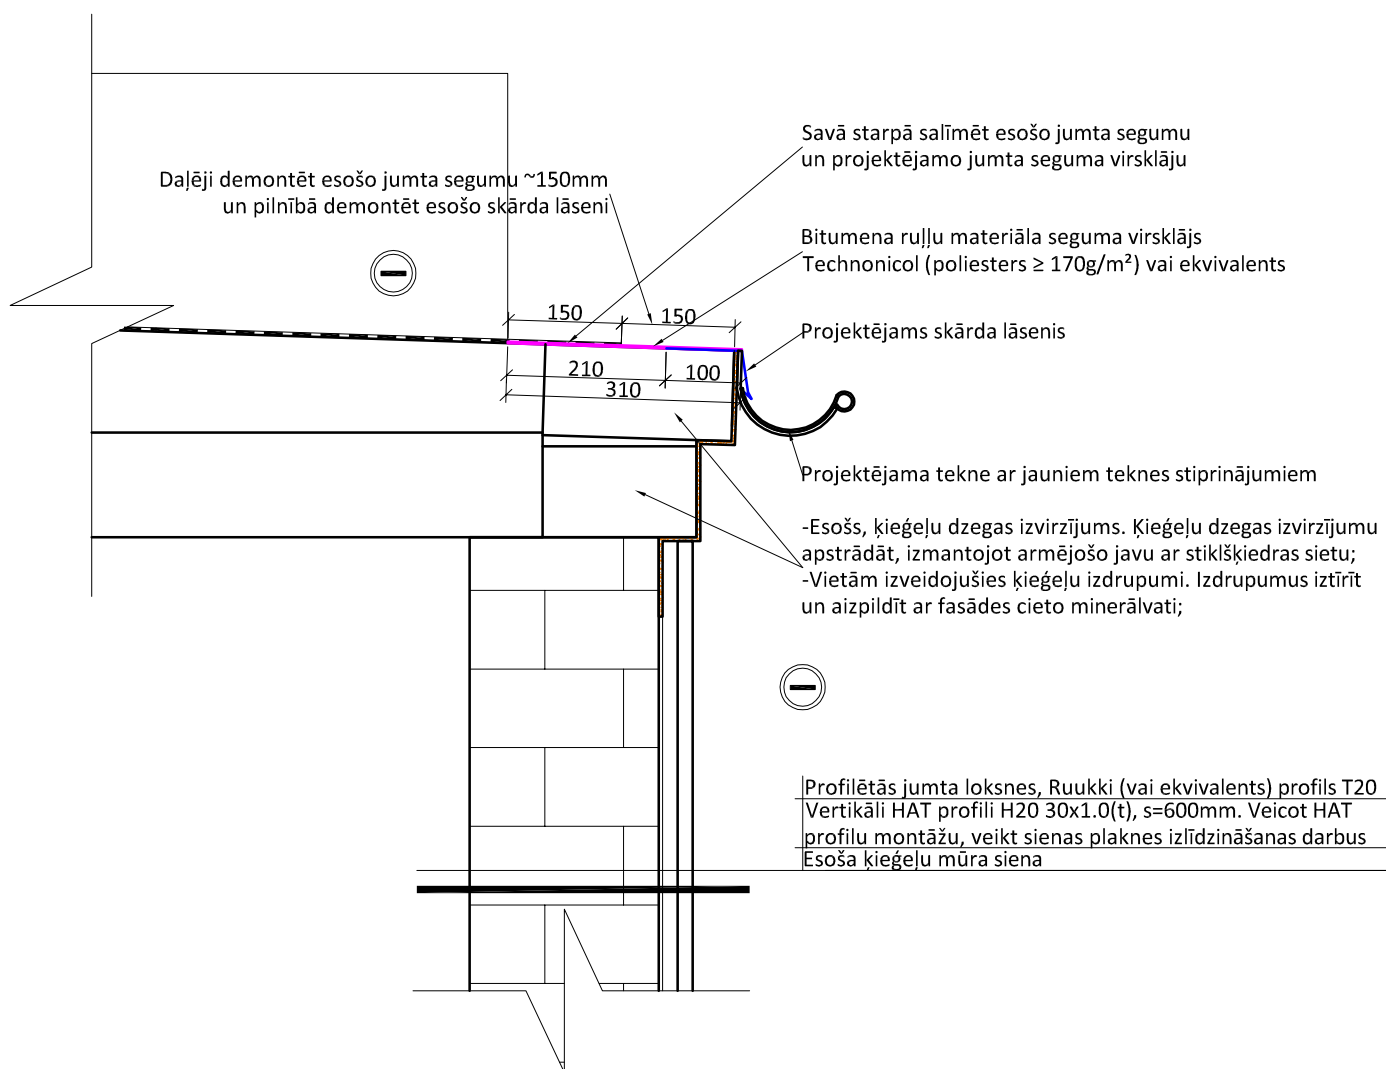 Savā starpā salīmēt esošo jumta segumu
un projektējamo jumta seguma virsklāju
Daļēji demontēt esošo jumta segumu ~150mm
un pilnībā demontēt esošo skārda lāseni
Bitumena ruļļu materiāla seguma virsklājs
Technonicol (poliesters ≥ 170g/m²) vai ekvivalents
150
150
Projektējams skārda lāsenis
210
100
310
Projektējama tekne ar jauniem teknes stiprinājumiem
-Esošs, ķieģeļu dzegas izvirzījums. Ķieģeļu dzegas izvirzījumu
apstrādāt, izmantojot armējošo javu ar stiklšķiedras sietu;
-Vietām izveidojušies ķieģeļu izdrupumi. Izdrupumus iztīrīt
un aizpildīt ar fasādes cieto minerālvati;
Profilētās jumta loksnes, Ruukki (vai ekvivalents) profils T20
Vertikāli HAT profili H20 30x1.0(t), s=600mm. Veicot HAT
profilu montāžu, veikt sienas plaknes izlīdzināšanas darbus
Esoša ķieģeļu mūra siena